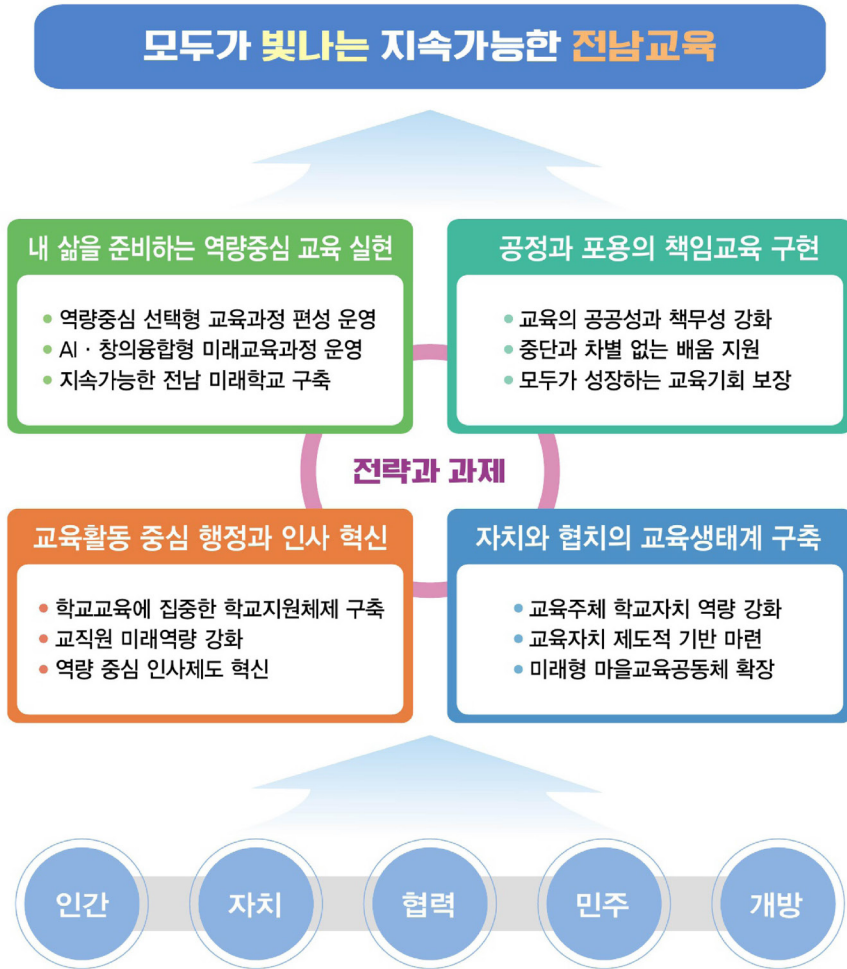 모두가 빛나는 지속가능한 전남교육
내 삶을 준비하는 역량중심 교육 실현
• 역량중심 선택형 교육과정 편성 운영
• AI · 창의융합형 미래교육과정 운영
• 지속가능한 전남 미래학교 구축
공정과 포용의 책임교육 구현
• 교육의 공공성과 책무성 강화
• 중단과 차별 없는 배움 지원
• 모두가 성장하는 교육기회 보장
전략과 과제
교육활동 중심 행정과 인사 혁신
• 학교교육에 집중한 학교지원체제 구축
• 교직원 미래역량 강화
• 역량 중심 인사제도 혁신
자치와 협치의 교육생태계 구축
• 교육주체 학교자치 역량 강화
• 교육자치 제도적 기반 마련
• 미래형 마을교육공동체 확장
인간
자치
협력
민주
개방